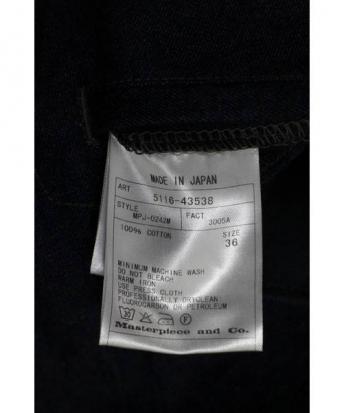 MADE IN JAPAN
ART 5116-43538
STYLE MPJ-0242M FACT 3005A
100% COTTON SIZE 36
MINIMUM MACHINE WASH
DO NOT BLEACH
WARM IRON
USE PRESS CLOTH
PROFESSIONALLY DRYCLEAN
FLUOROCARBON OR PETROLEUM
Masterpiece and Co.